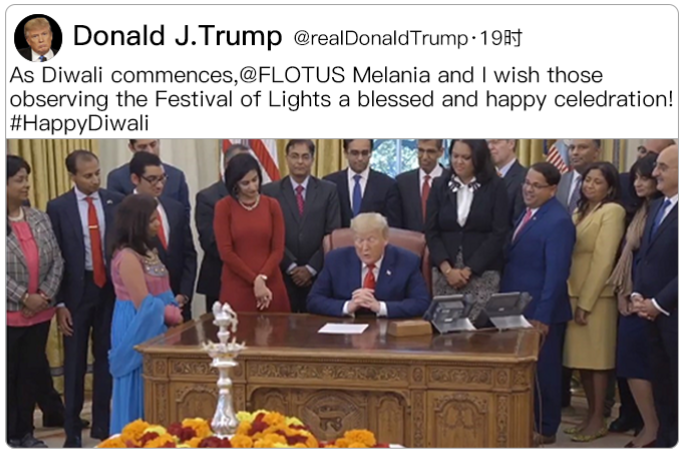 Donald J.Trump @realDonaldTrump·19时
As Diwali commences,@FLOTUS Melania and I wish those
observing the Festival of Lights a blessed and happy celedration!
#HappyDiwali